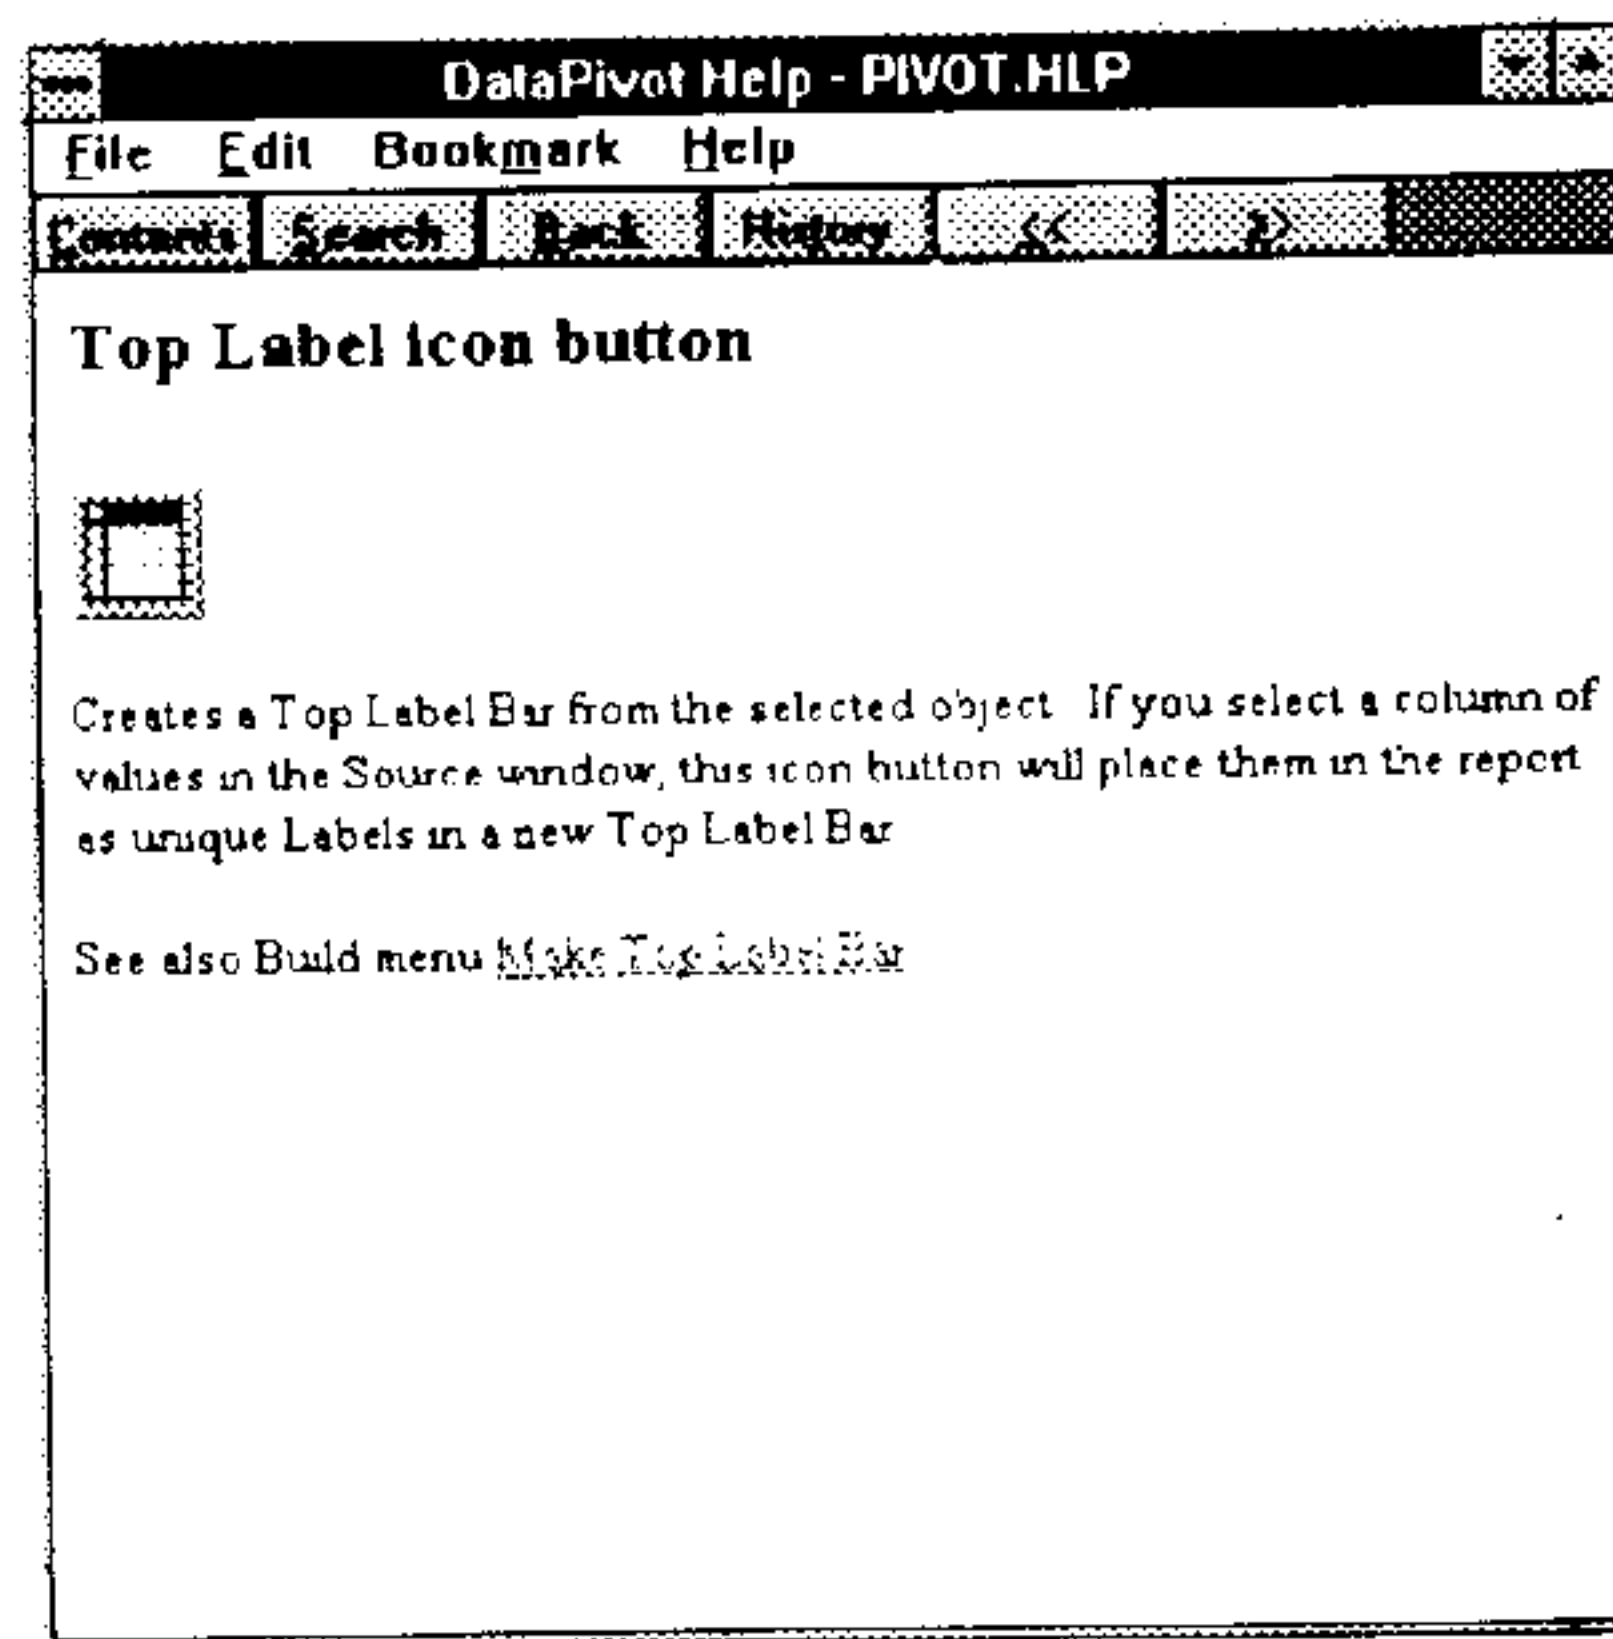 DataPivot Help - PIVOT.HLP
File Edit Bookmark Help
Contents Search Back History << >>
Top Label icon button
Creates a Top Label Bar from the selected object If you select a column of
values in the Source window, this icon button will place them in the report
as unique Labels in a new Top Label Bar
See also Build menu Make Top Label Bar